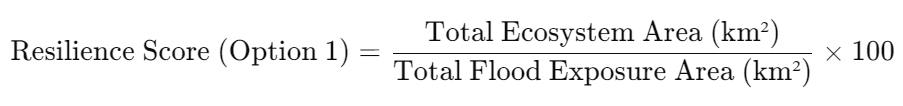 Resilience Score (Option 1) = Total Ecosystem Area (km²) / Total Flood Exposure Area (km²) × 100